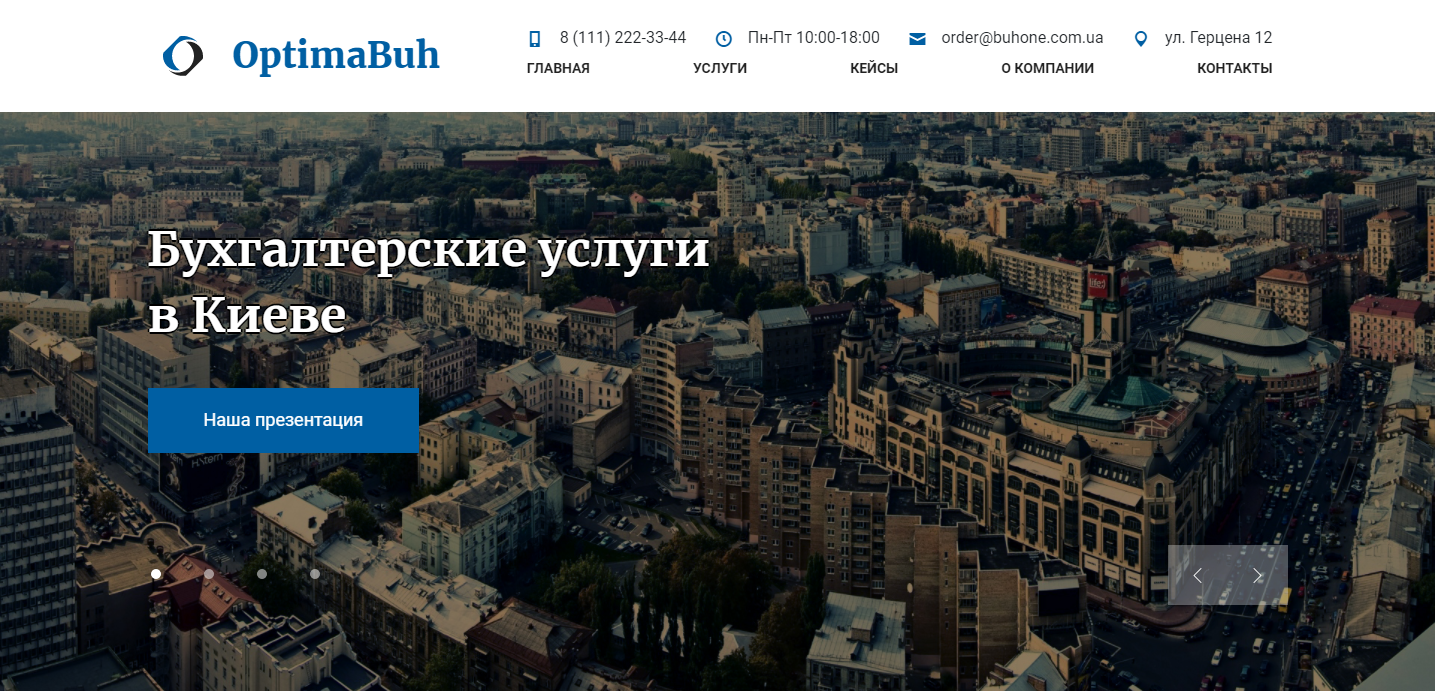 OptimaBuh
8 (111) 222-33-44 Пн-Пт 10:00-18:00 order@buhone.com.ua ул. Герцена 12
ГЛАВНАЯ УСЛУГИ КЕЙСЫ О КОМПАНИИ КОНТАКТЫ
Бухгалтерские услуги
в Киеве
Наша презентация